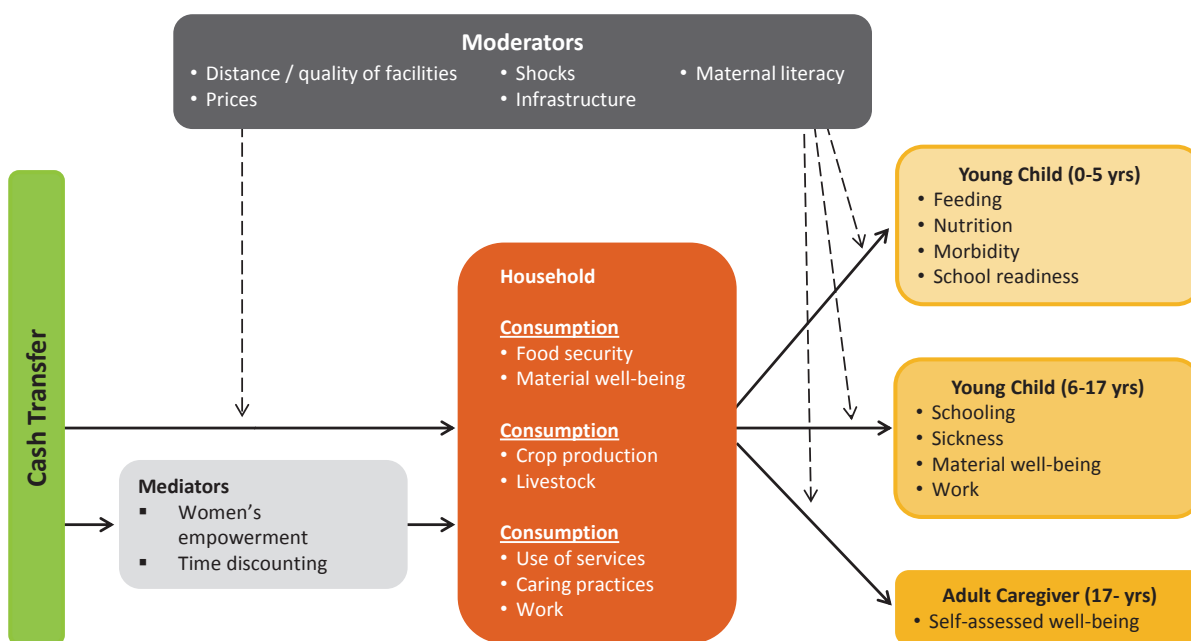 Moderators
• Distance / quality of facilities
• Prices
• Shocks
• Infrastructure
• Maternal literacy
Cash Transfer
Mediators
▪ Women’s
empowerment
▪ Time discounting
Household
Consumption
• Food security
• Material well-being
Consumption
• Crop production
• Livestock
Consumption
• Use of services
• Caring practices
• Work
Young Child (0-5 yrs)
• Feeding
• Nutrition
• Morbidity
• School readiness
Young Child (6-17 yrs)
• Schooling
• Sickness
• Material well-being
• Work
Adult Caregiver (17- yrs)
• Self-assessed well-being